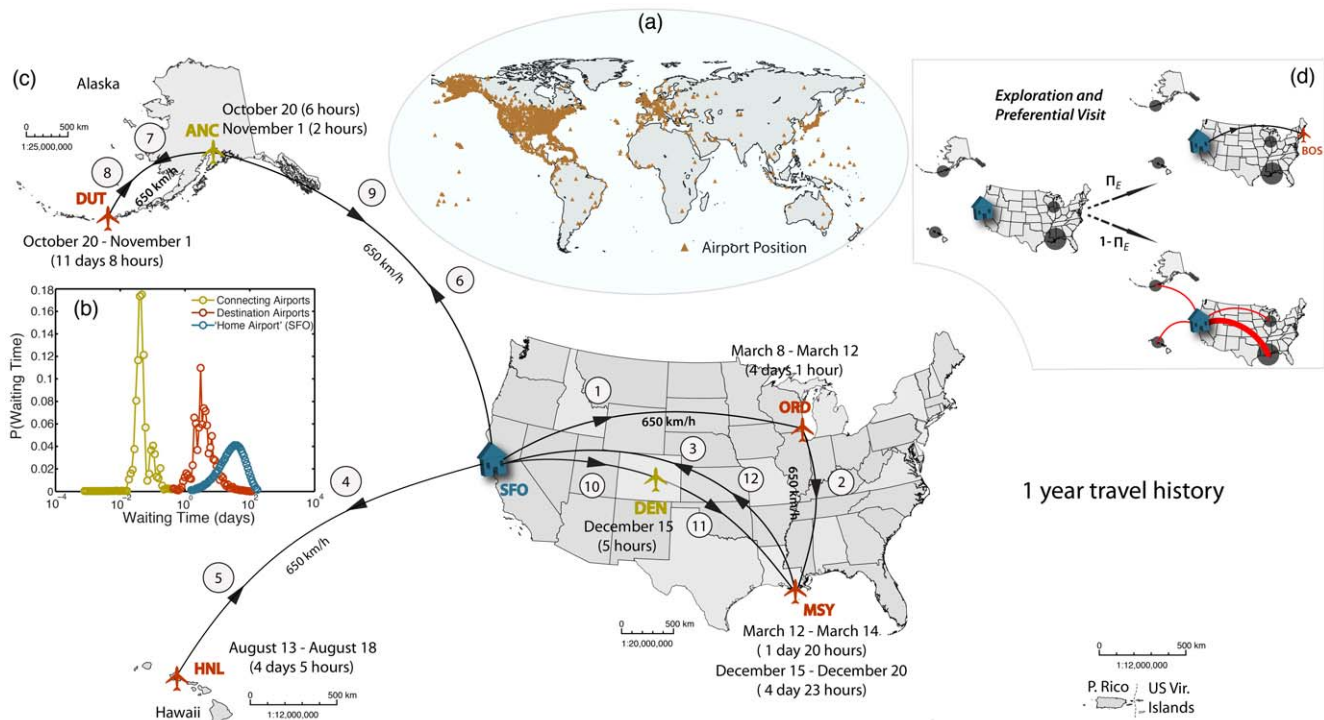 (a)
Airport Position
(c)
Alaska
0 500 km
1:25,000,000
October 20 (6 hours)
November 1 (2 hours)
ANC
7
8
650 km/h
DUT
October 20 - November 1
(11 days 8 hours)
9
650 km/h
6
(d)
Exploration and
Preferential Visit
BOS
Π_E
1-Π_E
(b)
P(Waiting Time)
0.18
0.16
0.12
0.1
0.08
0.06
0.04
0.02
0
Connecting Airports
Destination Airports
'Home Airport' (SFO)
10^-4
10^-2
10^0
10^2
10^4
Waiting Time (days)
4
650 km/h
5
August 13 - August 18
(4 days 5 hours)
HNL
Hawaii
0 500 km
1:12,000,000
March 8 - March 12
(4 days 1 hour)
ORD
1
650 km/h
3
2
650 km/h
12
SFO
10
DEN
11
December 15
(5 hours)
MSY
0 500 km
1:20,000,000
March 12 - March 14
( 1 day 20 hours)
December 15 - December 20
( 4 day 23 hours)
1 year travel history
0 500 km
1:12,000,000
P. Rico
US Vir.
Islands